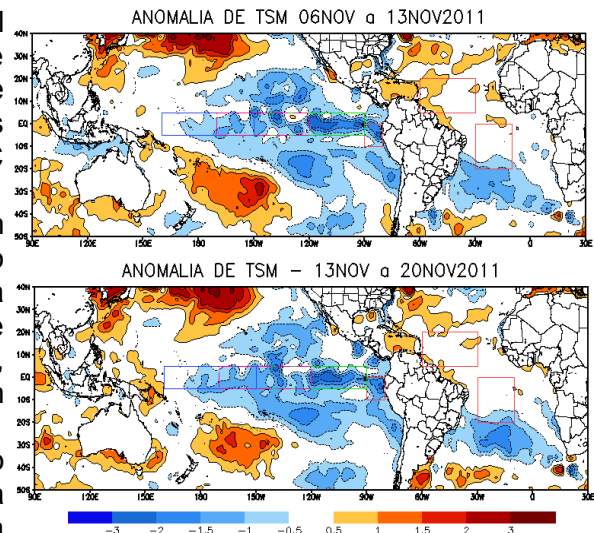 ANOMALIA DE TSM 06NOV a 13NOV2011
40N
30N
20N
10N
EQ
10S
20S
30S
40S
50S
90E 120E 150E 180 150W 120W 90W 60W 30W 0 30E
ANOMALIA DE TSM - 13NOV a 20NOV2011
40N
30N
20N
10N
EQ
10S
20S
30S
40S
50S
90E 120E 150E 180 150W 120W 90W 60W 30W 0 30E
-3 -2 -1.5 -1 -0.5 0.5 1 1.5 2 3